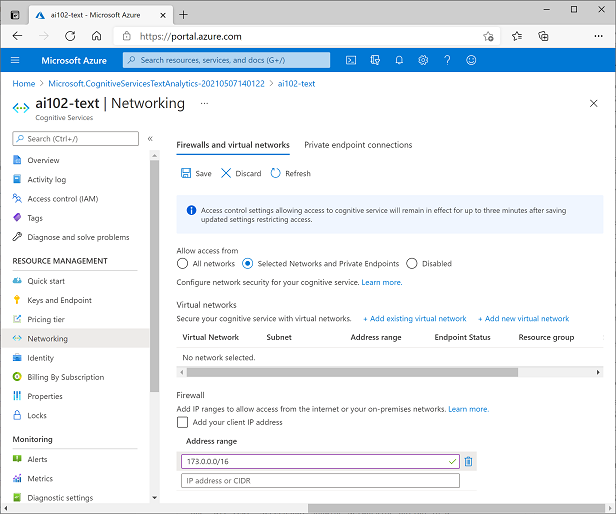 ai102-text - Microsoft Azure
https://portal.azure.com
Microsoft Azure
Search resources, services, and docs (G+/)
Home > Microsoft.CognitiveServicesTextAnalytics-20210507140122 > ai102-text
ai102-text | Networking ...
Cognitive Services
Search (Ctrl+/)
Overview
Activity log
Access control (IAM)
Tags
Diagnose and solve problems
RESOURCE MANAGEMENT
Quick start
Keys and Endpoint
Pricing tier
Networking
Identity
Billing By Subscription
Properties
Locks
Monitoring
Alerts
Metrics
Diagnostic settings
Firewalls and virtual networks Private endpoint connections
Save Discard Refresh
Access control settings allowing access to cognitive service will remain in effect for up to three minutes after saving
updated settings restricting access.
Allow access from
All networks Selected Networks and Private Endpoints Disabled
Configure network security for your cognitive service. Learn more.
Virtual networks
Secure your cognitive service with virtual networks. + Add existing virtual network + Add new virtual network
Virtual Network Subnet Address range Endpoint Status Resource group
No network selected.
Firewall
Add IP ranges to allow access from the internet or your on-premises networks. Learn more.
Add your client IP address
Address range
173.0.0.0/16
IP address or CIDR